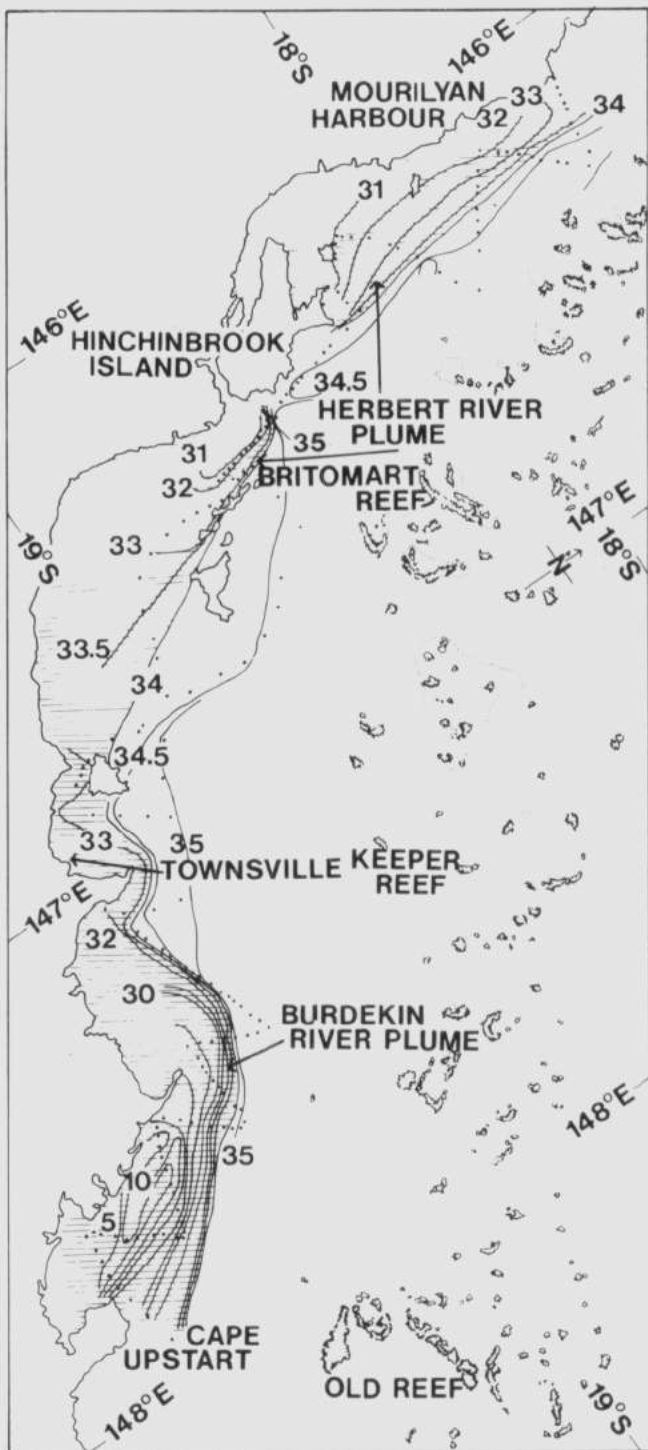 18°S
146°E
MOURILYAN
HARBOUR
33
32
34
31
146°E
HINCHINBROOK
ISLAND
34.5
HERBERT RIVER
PLUME
35
31
BRITOMART
REEF
32
147°E
19°S
18°S
33
N
33.5
34
34.5
33
35
TOWNSVILLE
KEEPER
REEF
147°E
32
30
BURDEKIN
RIVER PLUME
148°E
35
10
5
CAPE
UPSTART
OLD REEF
148°E
19°S